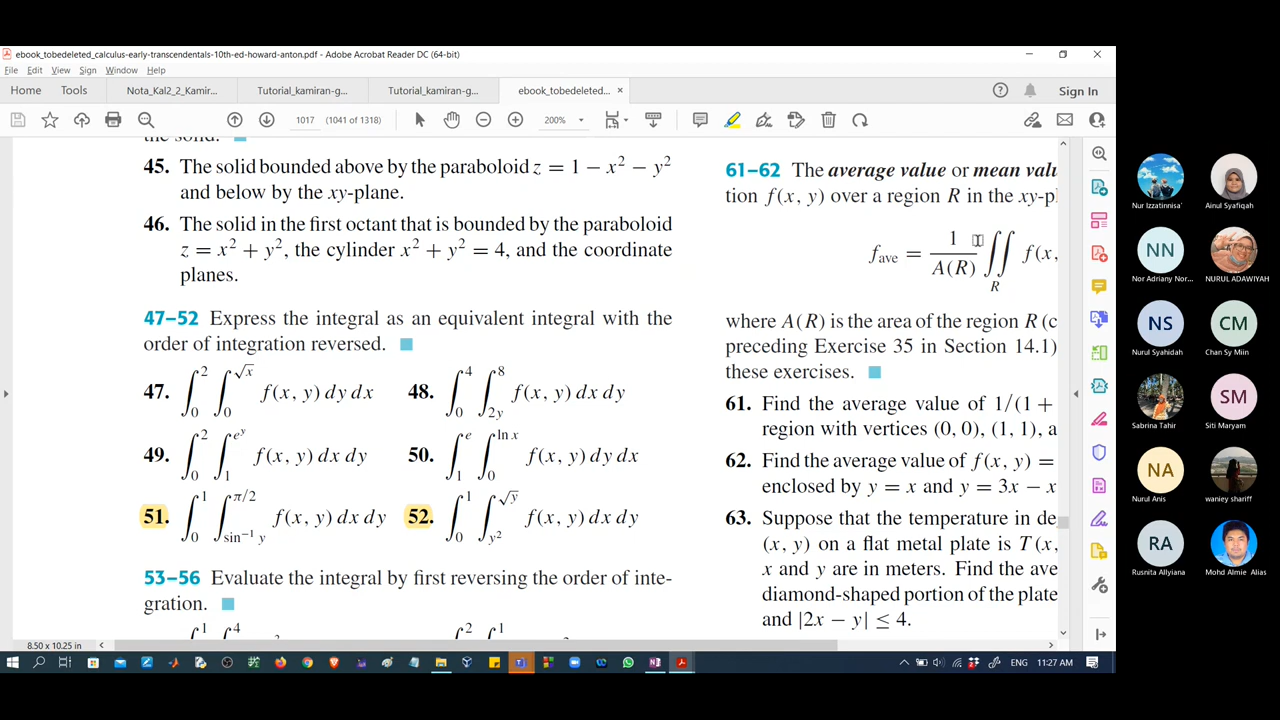 ebook_tobedeleted_calculus-early-transcendentals-10th-ed-howard-anton.pdf - Adobe Acrobat Reader DC (64-bit)
File Edit View Sign Window Help
Home Tools Nota_Kal2_2_Kamir... Tutorial_kamiran-g... Tutorial_kamiran-g... ebook_tobedeleted... × Sign In
1017 (1041 of 1318) 200%
the solid.
45. The solid bounded above by the paraboloid z = 1 − x² − y²
and below by the xy-plane.
46. The solid in the first octant that is bounded by the paraboloid
z = x² + y², the cylinder x² + y² = 4, and the coordinate
planes.
47–52 Express the integral as an equivalent integral with the
order of integration reversed.
47. ∫₀² ∫₀^√x f(x, y) dy dx 48. ∫₀⁴ ∫_{2y}^8 f(x, y) dx dy
49. ∫₀² ∫₁^{e^y} f(x, y) dx dy 50. ∫₁^e ∫₀^{ln x} f(x, y) dy dx
51. ∫₀¹ ∫_{sin⁻¹ y}^{π/2} f(x, y) dx dy 52. ∫₀¹ ∫_{y²}^{√y} f(x, y) dx dy
53–56 Evaluate the integral by first reversing the order of inte-
gration.
∫ ¹ ∫ ⁴ ∫ ² ∫ ¹
61–62 The average value or mean valu
tion f(x, y) over a region R in the xy-pl
f_ave = 1/A(R) ∬_R f(x,
where A(R) is the area of the region R (c
preceding Exercise 35 in Section 14.1)
these exercises.
61. Find the average value of 1/(1 +
region with vertices (0, 0), (1, 1), a
62. Find the average value of f(x, y) =
enclosed by y = x and y = 3x − x
63. Suppose that the temperature in de
(x, y) on a flat metal plate is T(x,
x and y are in meters. Find the ave
diamond-shaped portion of the plate
and |2x − y| ≤ 4.
8.50 x 10.25 in
ENG 11:27 AM
Nur Izzatinnisa' Ainul Syafiqah
NN CM NS SM NA RA
Nor Adriany Nor... NURUL ADAWIYAH
Nurul Syahidah Chan Sy Miin
Sabrina Tahir Siti Maryam
Nurul Anis waniey shariff
Rusnita Allyiana Mohd Almie Alias